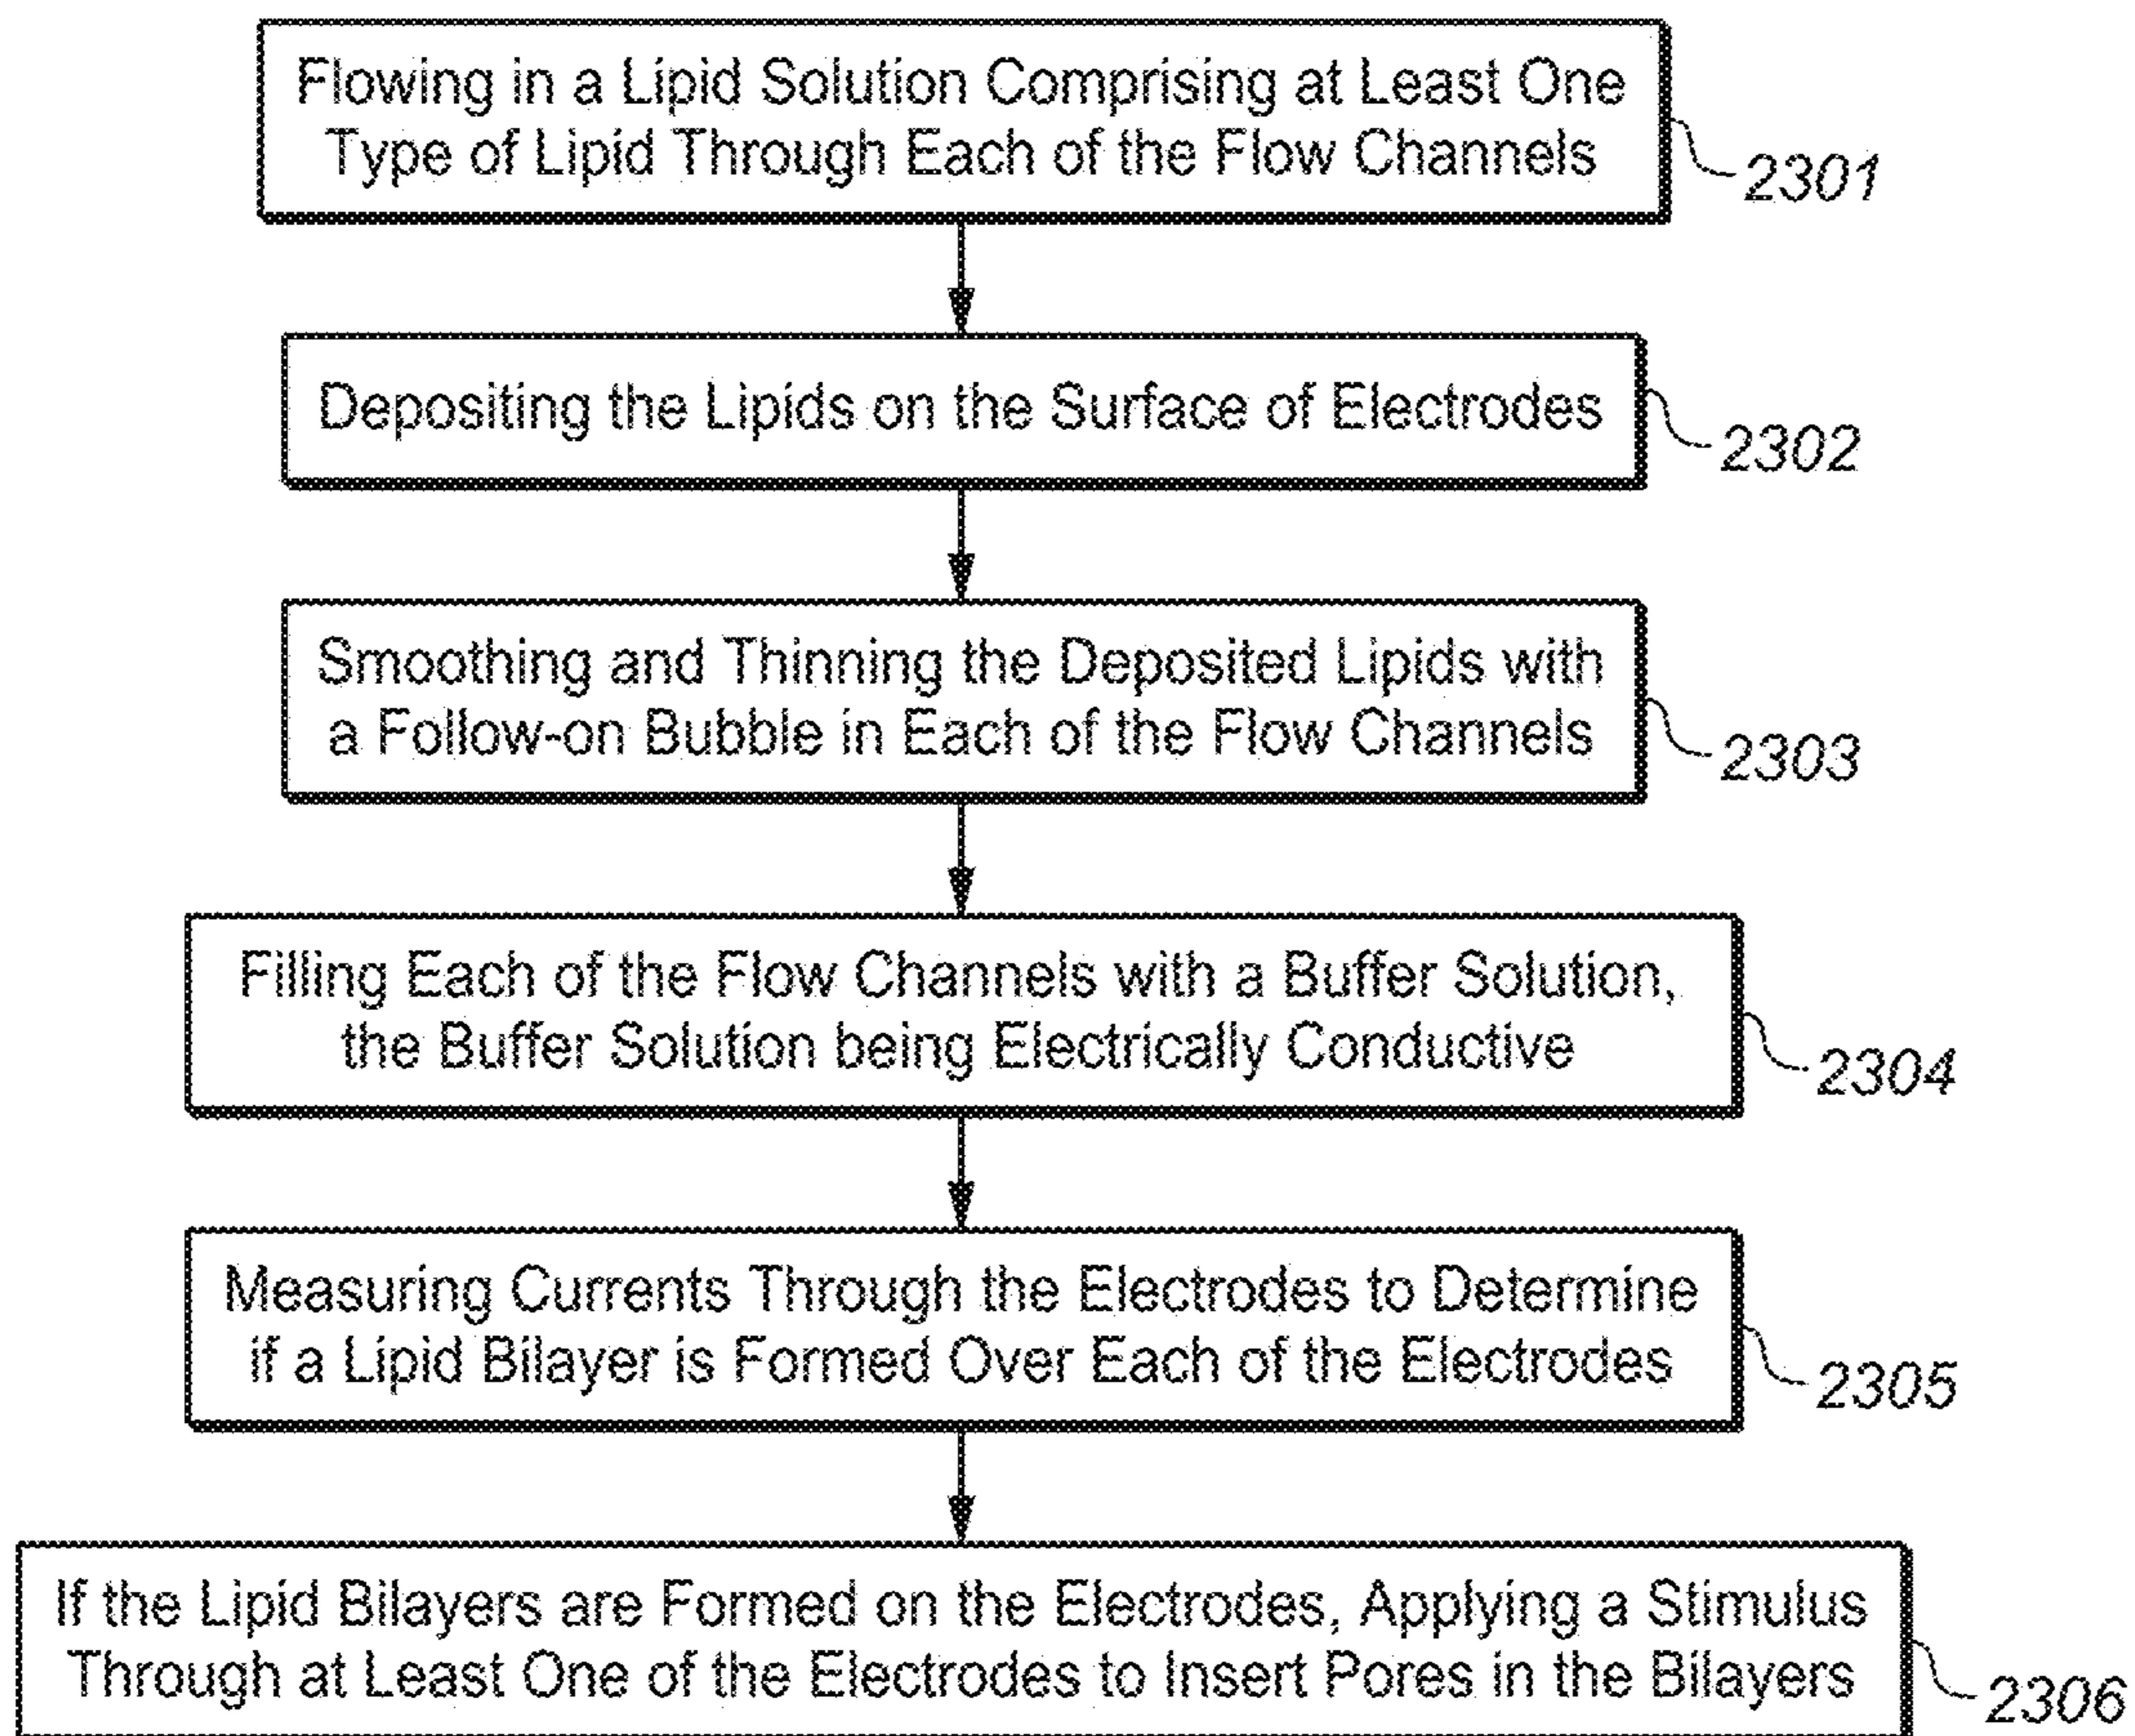 Flowing in a Lipid Solution Comprising at Least One
Type of Lipid Through Each of the Flow Channels
2301
Depositing the Lipids on the Surface of Electrodes
2302
Smoothing and Thinning the Deposited Lipids with
a Follow-on Bubble in Each of the Flow Channels
2303
Filling Each of the Flow Channels with a Buffer Solution,
the Buffer Solution being Electrically Conductive
2304
Measuring Currents Through the Electrodes to Determine
if a Lipid Bilayer is Formed Over Each of the Electrodes
2305
If the Lipid Bilayers are Formed on the Electrodes, Applying a Stimulus
Through at Least One of the Electrodes to Insert Pores in the Bilayers
2306